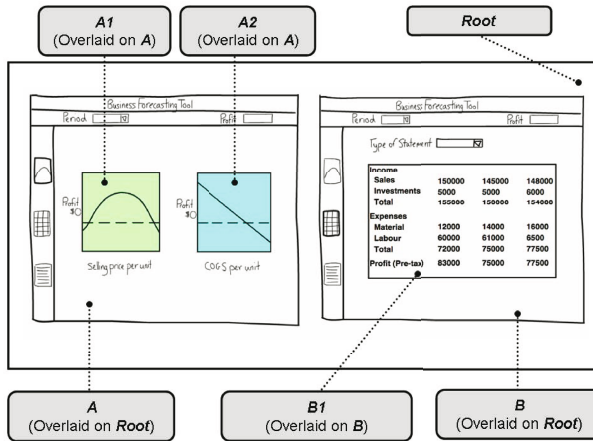 A1
(Overlaid on A)
A2
(Overlaid on A)
Root
Business Forecasting Tool
Period
Profit
Profit
$0
Selling price per unit
Profit
$0
COGS per unit
Business Forecasting Tool
Period
Profit
Type of Statement
Income
Sales 150000 145000 148000
Investments 5000 5000 6000
Total 155000 150000 154000
Expenses
Material 12000 14000 16000
Labour 60000 61000 6500
Total 72000 75000 77500
Profit (Pre-tax) 83000 75000 77500
A
(Overlaid on Root)
B1
(Overlaid on B)
B
(Overlaid on Root)